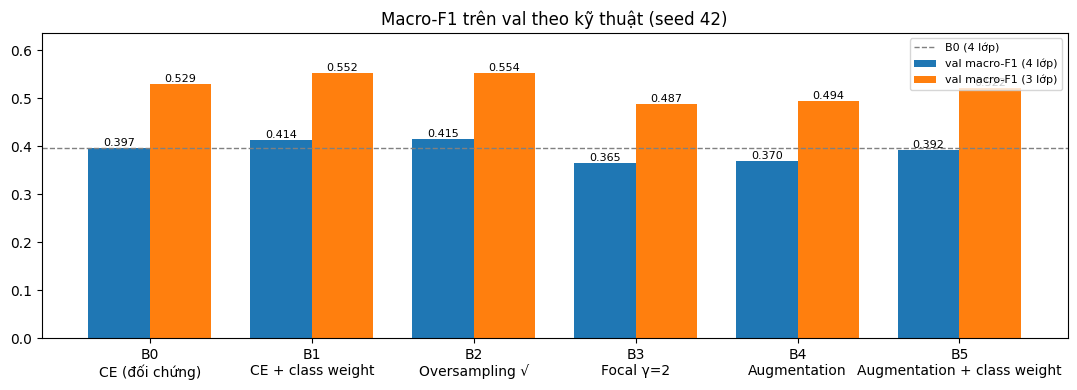 Macro-F1 trên val theo kỹ thuật (seed 42)
B0 (4 lớp)
val macro-F1 (4 lớp)
val macro-F1 (3 lớp)
0.6
0.5
0.4
0.3
0.2
0.1
0.0
0.397
0.529
0.414
0.552
0.415
0.554
0.365
0.487
0.370
0.494
0.392
B0
CE (đối chứng)
B1
CE + class weight
B2
Oversampling √
B3
Focal γ=2
B4
Augmentation
B5
Augmentation + class weight